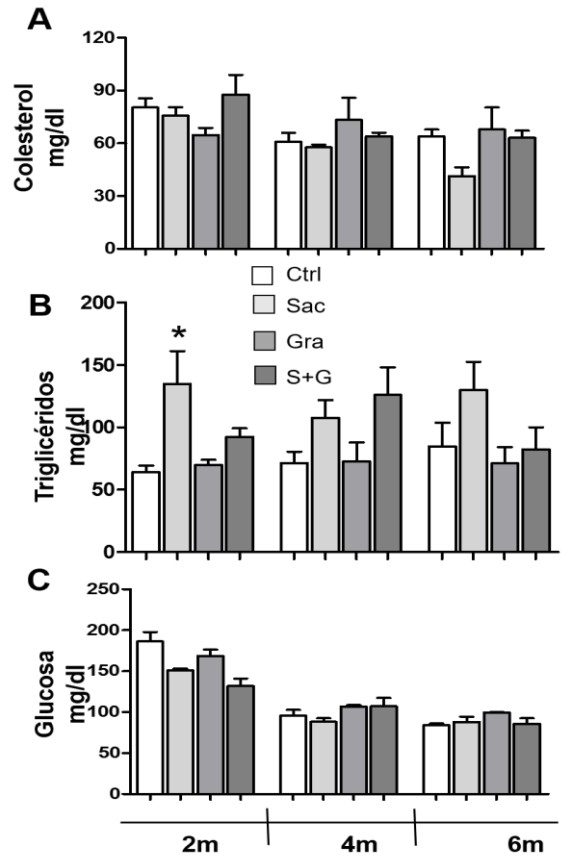 A
Colesterol
mg/dl
120
90
60
30
0
Ctrl
Sac
Gra
S+G
B
Triglicéridos
mg/dl
200
150
100
50
0
*
C
Glucosa
mg/dl
250
200
150
100
50
0
2m 4m 6m